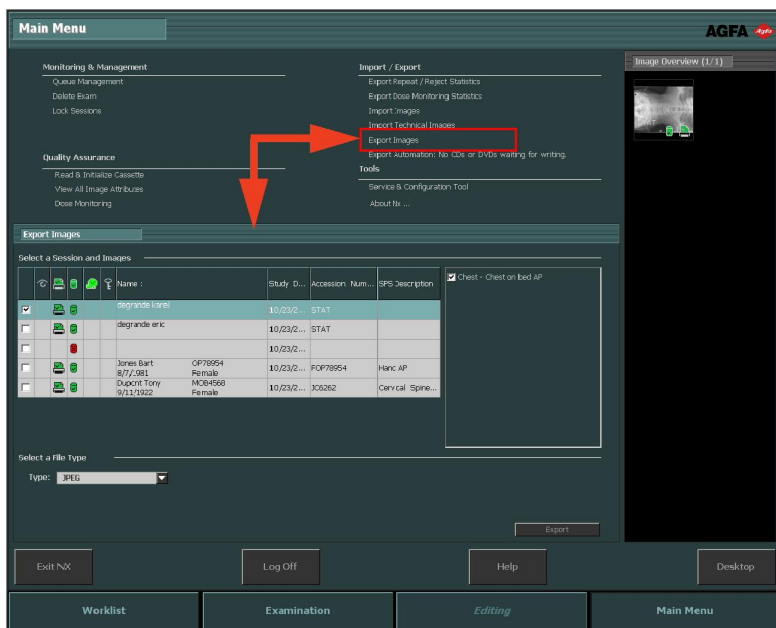 Main Menu
AGFA
Monitoring & Management
Queue Management
Delete Exam
Lock Sessions
Quality Assurance
Read & Initialize Cassette
View All Image Attributes
Dose Monitoring
Import / Export
Export Repeat / Reject Statistics
Export Dose Monitoring Statistics
Import Images
Import Technical Images
Export Images
Export Automation: No CDs or DVDs waiting for writing.
Tools
Service & Configuration Tool
About Nx ...
Image Overview (1/1)
STAT
Export Images
Select a Session and Images
Name : Study D... Accession Num... SPS Description
degrande karel 10/23/2... STAT
degrande eric 10/23/2... STAT
10/23/2...
Jones Bart OP78954 10/23/2... FOP78954 Hand AP
8/7/1981 Female
Dupont Tony MOB4568 10/23/2... JC6262 Cervical Spine...
9/11/1922 Female
Chest - Chest on bed AP
Select a File Type
Type: JPEG
Export
Exit NX
Log Off
Help
Desktop
Worklist
Examination
Editing
Main Menu